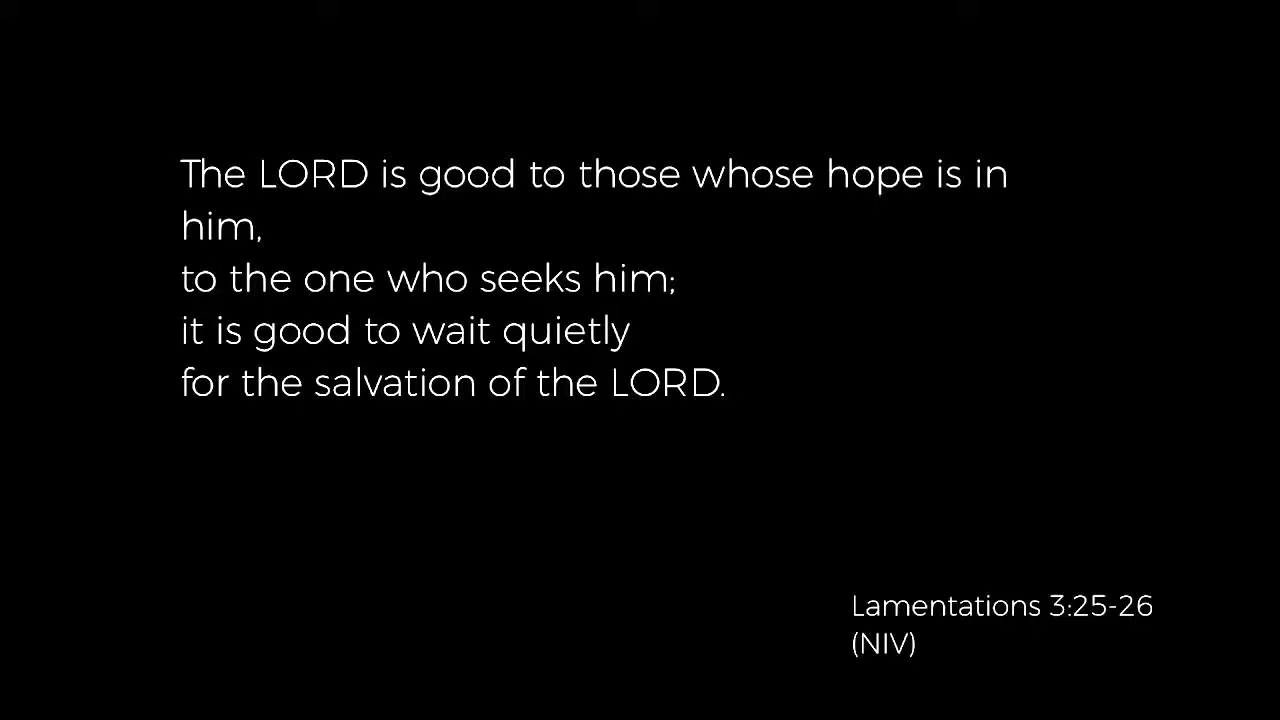 The LORD is good to those whose hope is in
him,
to the one who seeks him;
it is good to wait quietly
for the salvation of the LORD.
Lamentations 3:25-26
(NIV)